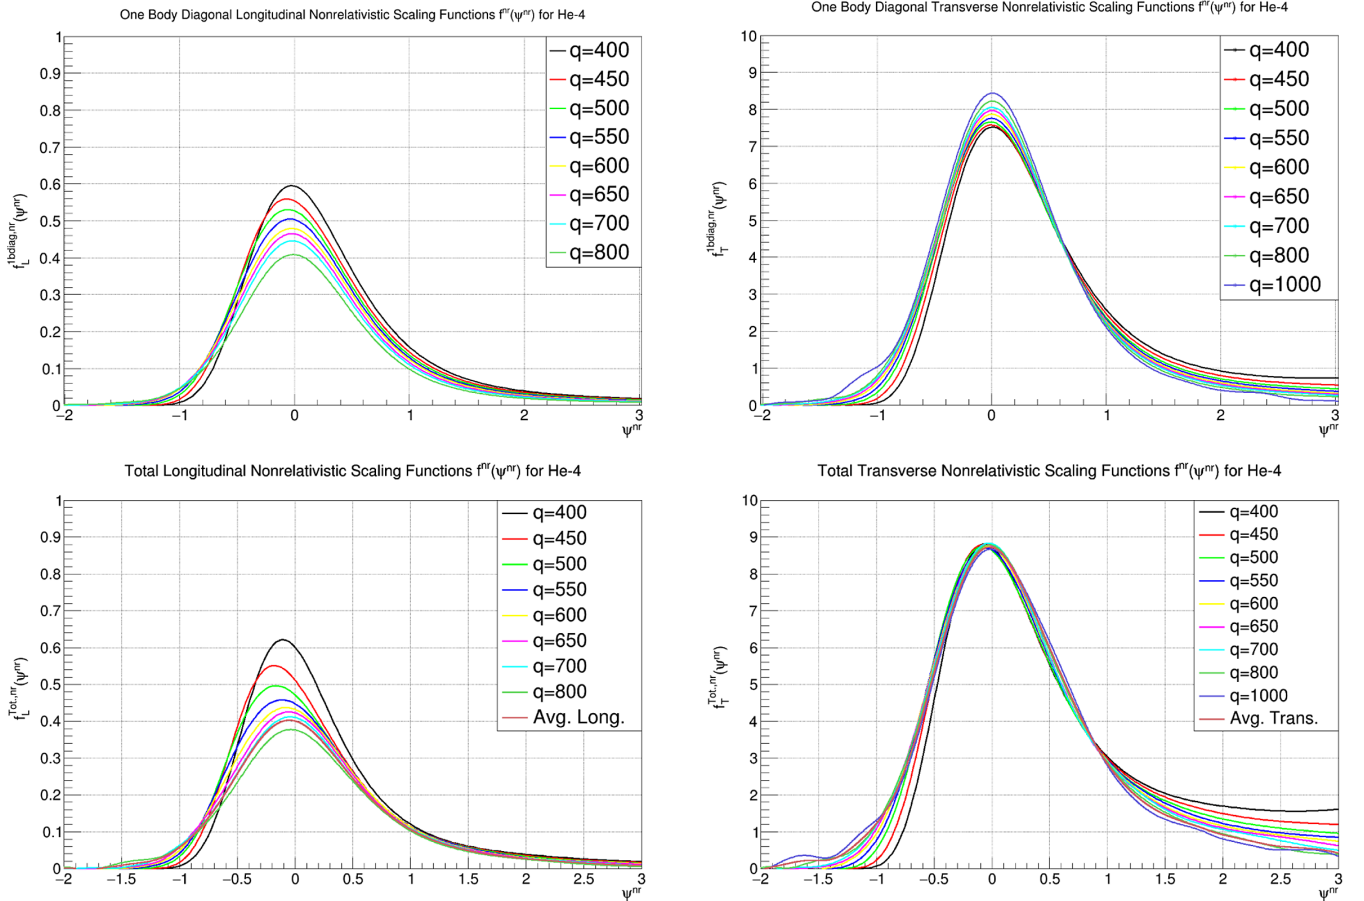 One Body Diagonal Longitudinal Nonrelativistic Scaling Functions f^nr(ψ^nr) for He-4
f_L^1bdiag,nr(ψ^nr)
1
0.9
0.8
0.7
0.6
0.5
0.4
0.3
0.2
0.1
0
−2
−1
0
1
2
3
ψ^nr
q=400
q=450
q=500
q=550
q=600
q=650
q=700
q=800
One Body Diagonal Transverse Nonrelativistic Scaling Functions f^nr(ψ^nr) for He-4
f_T^1bdiag,nr(ψ^nr)
10
9
8
7
6
5
4
3
2
1
0
−2
−1
0
1
2
3
ψ^nr
q=400
q=450
q=500
q=550
q=600
q=650
q=700
q=800
q=1000
Total Longitudinal Nonrelativistic Scaling Functions f^nr(ψ^nr) for He-4
f_L^Tot.,nr(ψ^nr)
1
0.9
0.8
0.7
0.6
0.5
0.4
0.3
0.2
0.1
0
−2
−1.5
−1
−0.5
0
0.5
1
1.5
2
2.5
3
ψ^nr
q=400
q=450
q=500
q=550
q=600
q=650
q=700
q=800
Avg. Long.
Total Transverse Nonrelativistic Scaling Functions f^nr(ψ^nr) for He-4
f_T^Tot,nr(ψ^nr)
10
9
8
7
6
5
4
3
2
1
0
−2
−1.5
−1
−0.5
0
0.5
1
1.5
2
2.5
3
ψ^nr
q=400
q=450
q=500
q=550
q=600
q=650
q=700
q=800
q=1000
Avg. Trans.